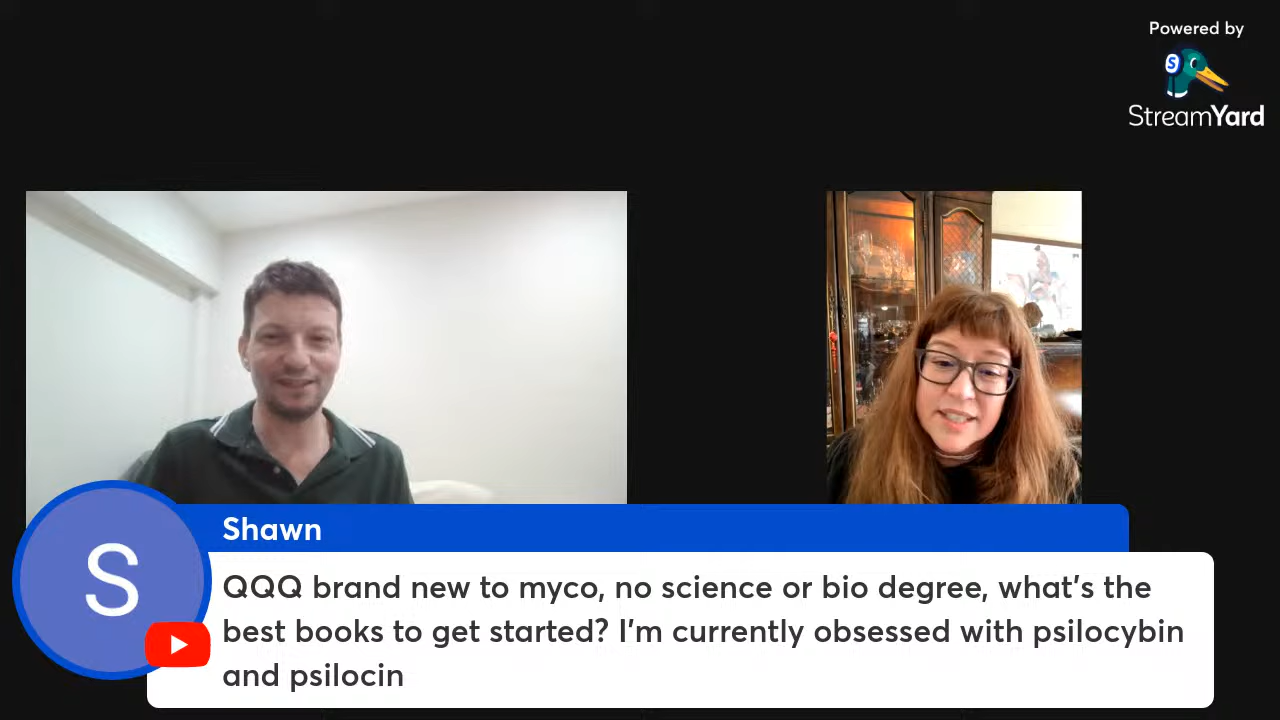 Powered by
S
StreamYard
Shawn
S
QQQ brand new to myco, no science or bio degree, what's the
best books to get started? I'm currently obsessed with psilocybin
and psilocin